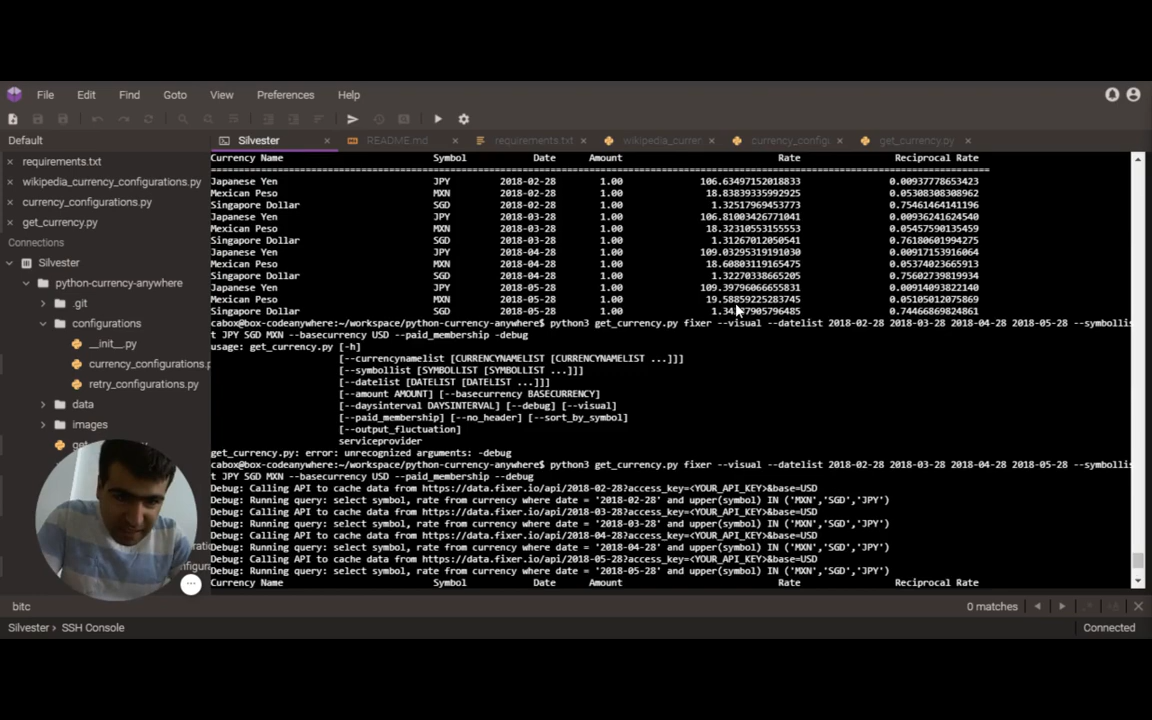 File Edit Find Goto View Preferences Help
Default
Silvester
README.md
requirements.txt
wikipedia_currer
currency_config
get_currency.py
requirements.txt
wikipedia_currency_configurations.py
currency_configurations.py
get_currency.py
Connections
Silvester
python-currency-anywhere
.git
configurations
__init__.py
currency_configurations.p
retry_configurations.py
data
images
Currency Name Symbol Date Amount Rate Reciprocal Rate
Japanese Yen JPY 2018-02-28 1.00 106.63497152018833 0.00937778653423
Mexican Peso MXN 2018-02-28 1.00 18.83839335992925 0.05308308308962
Singapore Dollar SGD 2018-02-28 1.00 1.32517969453773 0.75461464141196
Japanese Yen JPY 2018-03-28 1.00 106.81003426771041 0.00936241624540
Mexican Peso MXN 2018-03-28 1.00 18.32310553155553 0.05457590135459
Singapore Dollar SGD 2018-03-28 1.00 1.31267012050541 0.76180601994275
Japanese Yen JPY 2018-04-28 1.00 109.03295319191030 0.00917156054316
Mexican Peso MXN 2018-04-28 1.00 18.60803119165475 0.05374023665913
Singapore Dollar SGD 2018-04-28 1.00 1.32270338665205 0.75602739819934
Japanese Yen JPY 2018-05-28 1.00 109.39796066655831 0.00914093822140
Mexican Peso MXN 2018-05-28 1.00 19.58859225283745 0.05105012075869
Singapore Dollar SGD 2018-05-28 1.00 0.74466869824861
cabox@box-codeanywhere:~/workspace/python-currency-anywhere$ python3 get_currency.py fixer --visual --datelist 2018-02-28 2018-03-28 2018-04-28 2018-05-28 --symbollis
t JPY SGD MXN --basecurrency USD --paid_membership -debug
usage: get_currency.py [-h]
[--currencynamelist [CURRENCYNAMELIST [CURRENCYNAMELIST ...]]]
[--symbollist [SYMBOLLIST [SYMBOLLIST ...]]]
[--datelist [DATELIST [DATELIST ...]]]
[--amount AMOUNT] [--basecurrency BASECURRENCY]
[--daysinterval DAYSINTERVAL] [--debug] [--visual]
[--paid_membership] [--no_header] [--sort_by_symbol]
[--output_fluctuation]
serviceprovider
get_currency.py: error: unrecognized arguments: -debug
cabox@box-codeanywhere:~/workspace/python-currency-anywhere$ python3 get_currency.py fixer --visual --datelist 2018-02-28 2018-03-28 2018-04-28 2018-05-28 --symbollis
t JPY SGD MXN --basecurrency USD --paid_membership --debug
Debug: Calling API to cache data from https://data.fixer.io/api/2018-02-28?access_key=<YOUR_API_KEY>&base=USD
Debug: Running query: select symbol, rate from currency where date = '2018-02-28' and upper(symbol) IN ('MXN','SGD','JPY')
Debug: Calling API to cache data from https://data.fixer.io/api/2018-03-28?access_key=<YOUR_API_KEY>&base=USD
Debug: Running query: select symbol, rate from currency where date = '2018-03-28' and upper(symbol) IN ('MXN','SGD','JPY')
Debug: Calling API to cache data from https://data.fixer.io/api/2018-04-28?access_key=<YOUR_API_KEY>&base=USD
Debug: Running query: select symbol, rate from currency where date = '2018-04-28' and upper(symbol) IN ('MXN','SGD','JPY')
Debug: Calling API to cache data from https://data.fixer.io/api/2018-05-28?access_key=<YOUR_API_KEY>&base=USD
Debug: Running query: select symbol, rate from currency where date = '2018-05-28' and upper(symbol) IN ('MXN','SGD','JPY')
Currency Name Symbol Date Amount Rate Reciprocal Rate
bitc
0 matches
Silvester › SSH Console
Connected